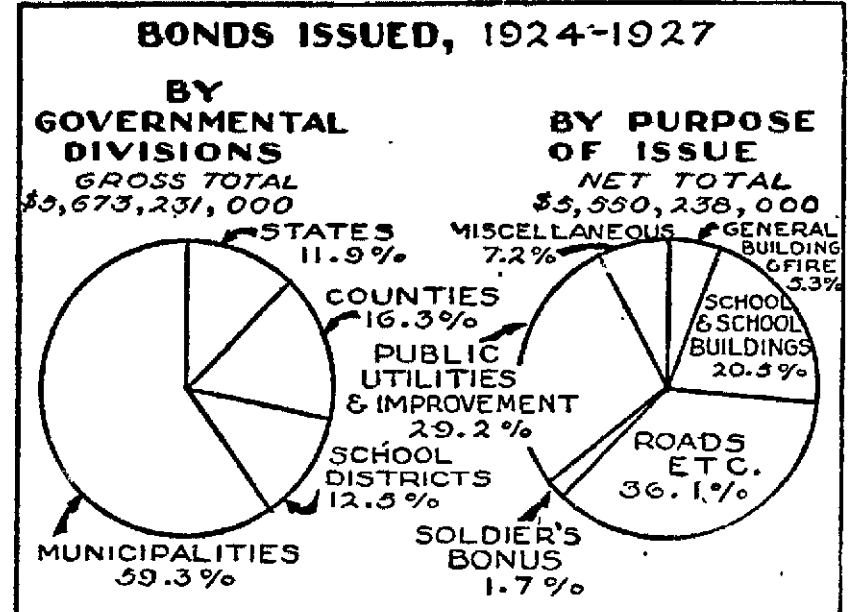 BONDS ISSUED, 1924-1927
BY
GOVERNMENTAL
DIVISIONS
GROSS TOTAL
$5,673,231,000
STATES
11.9%
COUNTIES
16.3%
SCHOOL
DISTRICTS
12.5%
MUNICIPALITIES
59.3%
BY PURPOSE
OF ISSUE
NET TOTAL
$5,550,238,000
MISCELLANEOUS
7.2%
GENERAL
BUILDING
& FIRE
5.3%
SCHOOL
& SCHOOL
BUILDINGS
20.5%
PUBLIC
UTILITIES
& IMPROVEMENT
29.2%
ROADS
ETC.
36.1%
SOLDIER'S
BONUS
1.7%